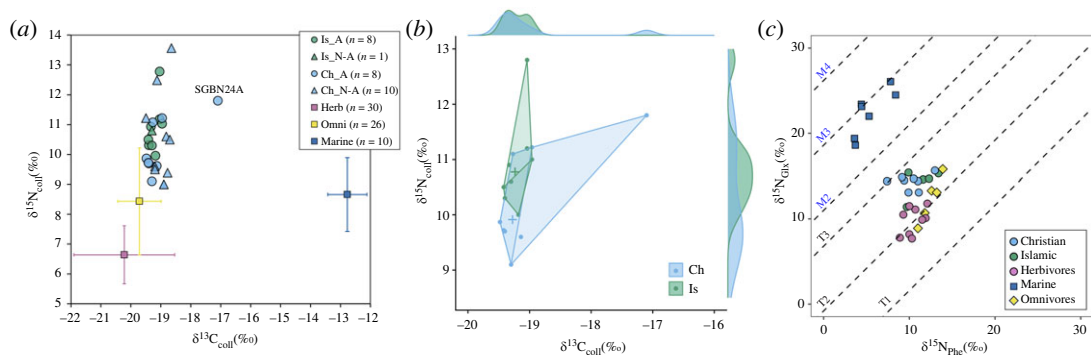 (a)
14
13
12
11
10
9
8
7
6
5
δ¹⁵Ncoll(‰)
SGBN24A
Is_A (n = 8)
Is_N-A (n = 1)
Ch_A (n = 8)
Ch_N-A (n = 10)
Herb (n = 30)
Omni (n = 26)
Marine (n = 10)
–22 –21 –20 –19 –18 –17 –16 –15 –14 –13 –12
δ¹³Ccoll(‰)
(b)
13
12
11
10
9
δ¹⁵Ncoll(‰)
Ch
Is
–20 –19 –18 –17 –16
δ¹³Ccoll(‰)
(c)
30
20
10
0
δ¹⁵NGlx(‰)
M4
M3
M2
T3
T2
T1
Christian
Islamic
Herbivores
Marine
Omnivores
0 10 20 30
δ¹⁵NPhe(‰)